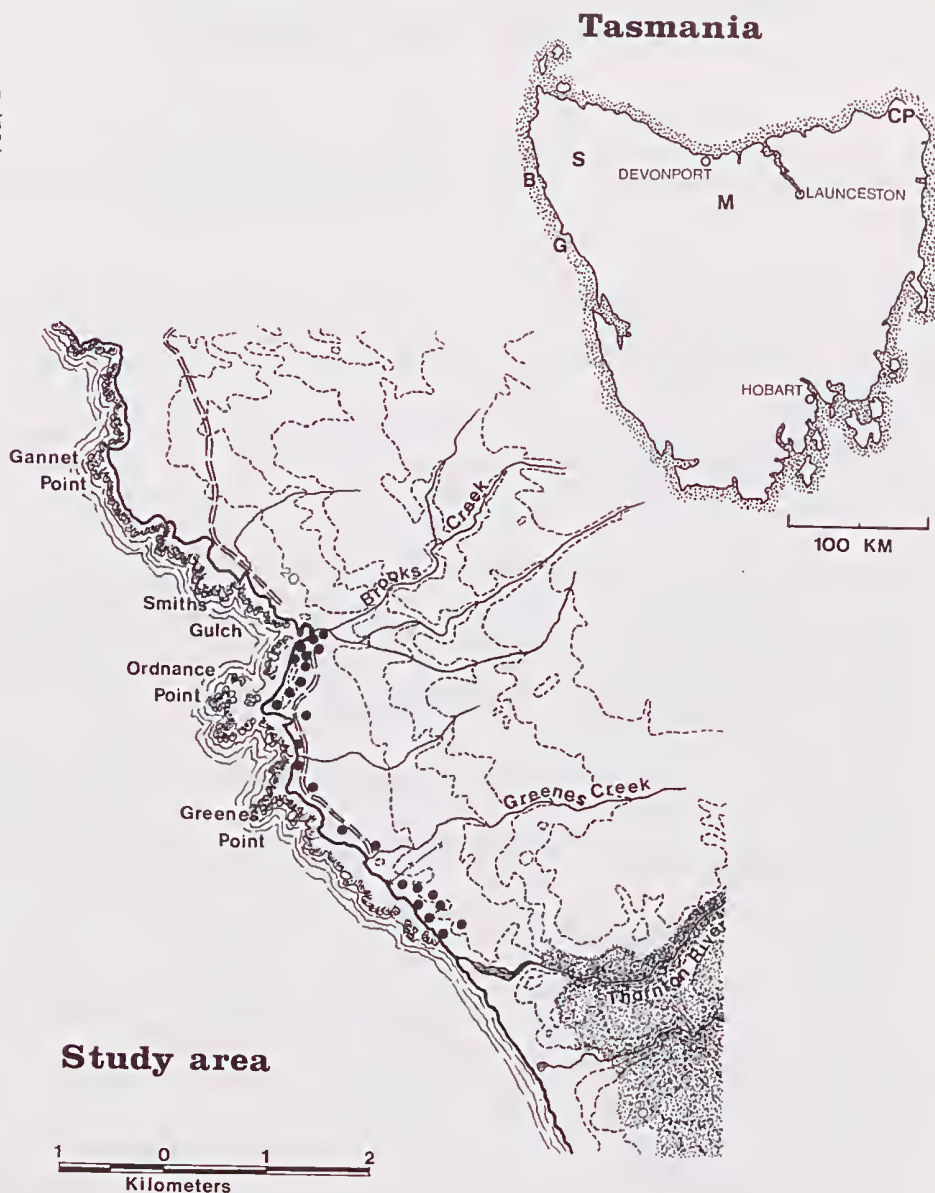 Tasmania
CP
S
DEVONPORT
B
M
LAUNCESTON
G
HOBART
100 KM
Gannet
Point
20
Brooks Creek
Smiths
Gulch
Ordnance
Point
Greenes Creek
Greenes
Point
Thornton River
Study area
1 0 1 2
Kilometers